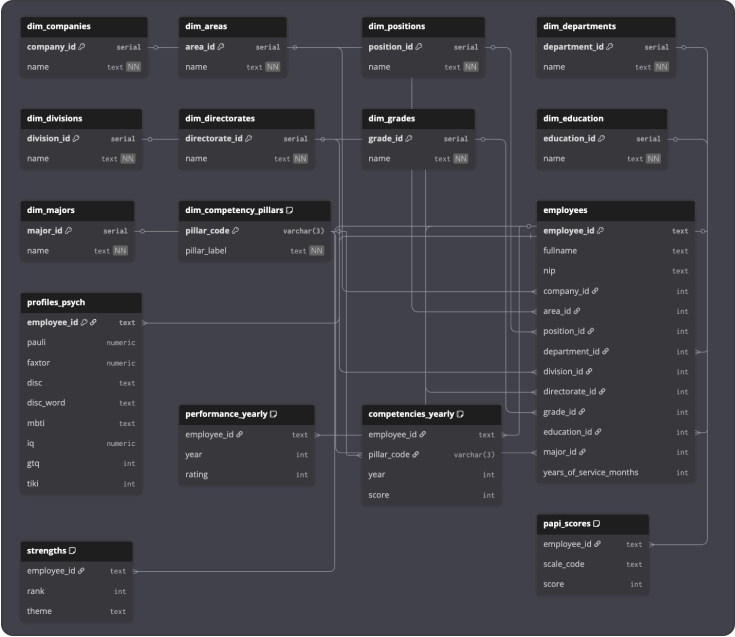 dim_companies
company_id serial
name text NN
dim_areas
area_id serial
name text NN
dim_positions
position_id serial
name text NN
dim_departments
department_id serial
name text NN
dim_divisions
division_id serial
name text NN
dim_directorates
directorate_id serial
name text NN
dim_grades
grade_id serial
name text NN
dim_education
education_id serial
name text NN
dim_majors
major_id serial
name text NN
dim_competency_pillars
pillar_code varchar(3)
pillar_label text NN
employees
employee_id text
fullname text
nip text
company_id int
area_id int
position_id int
department_id int
division_id int
directorate_id int
grade_id int
education_id int
major_id int
years_of_service_months int
profiles_psych
employee_id text
pauli numeric
faxtor numeric
disc text
disc_word text
mbti text
iq numeric
gtq int
tiki int
performance_yearly
employee_id text
year int
rating int
competencies_yearly
employee_id text
pillar_code varchar(3)
year int
score int
papi_scores
employee_id text
scale_code text
score int
strengths
employee_id text
rank int
theme text